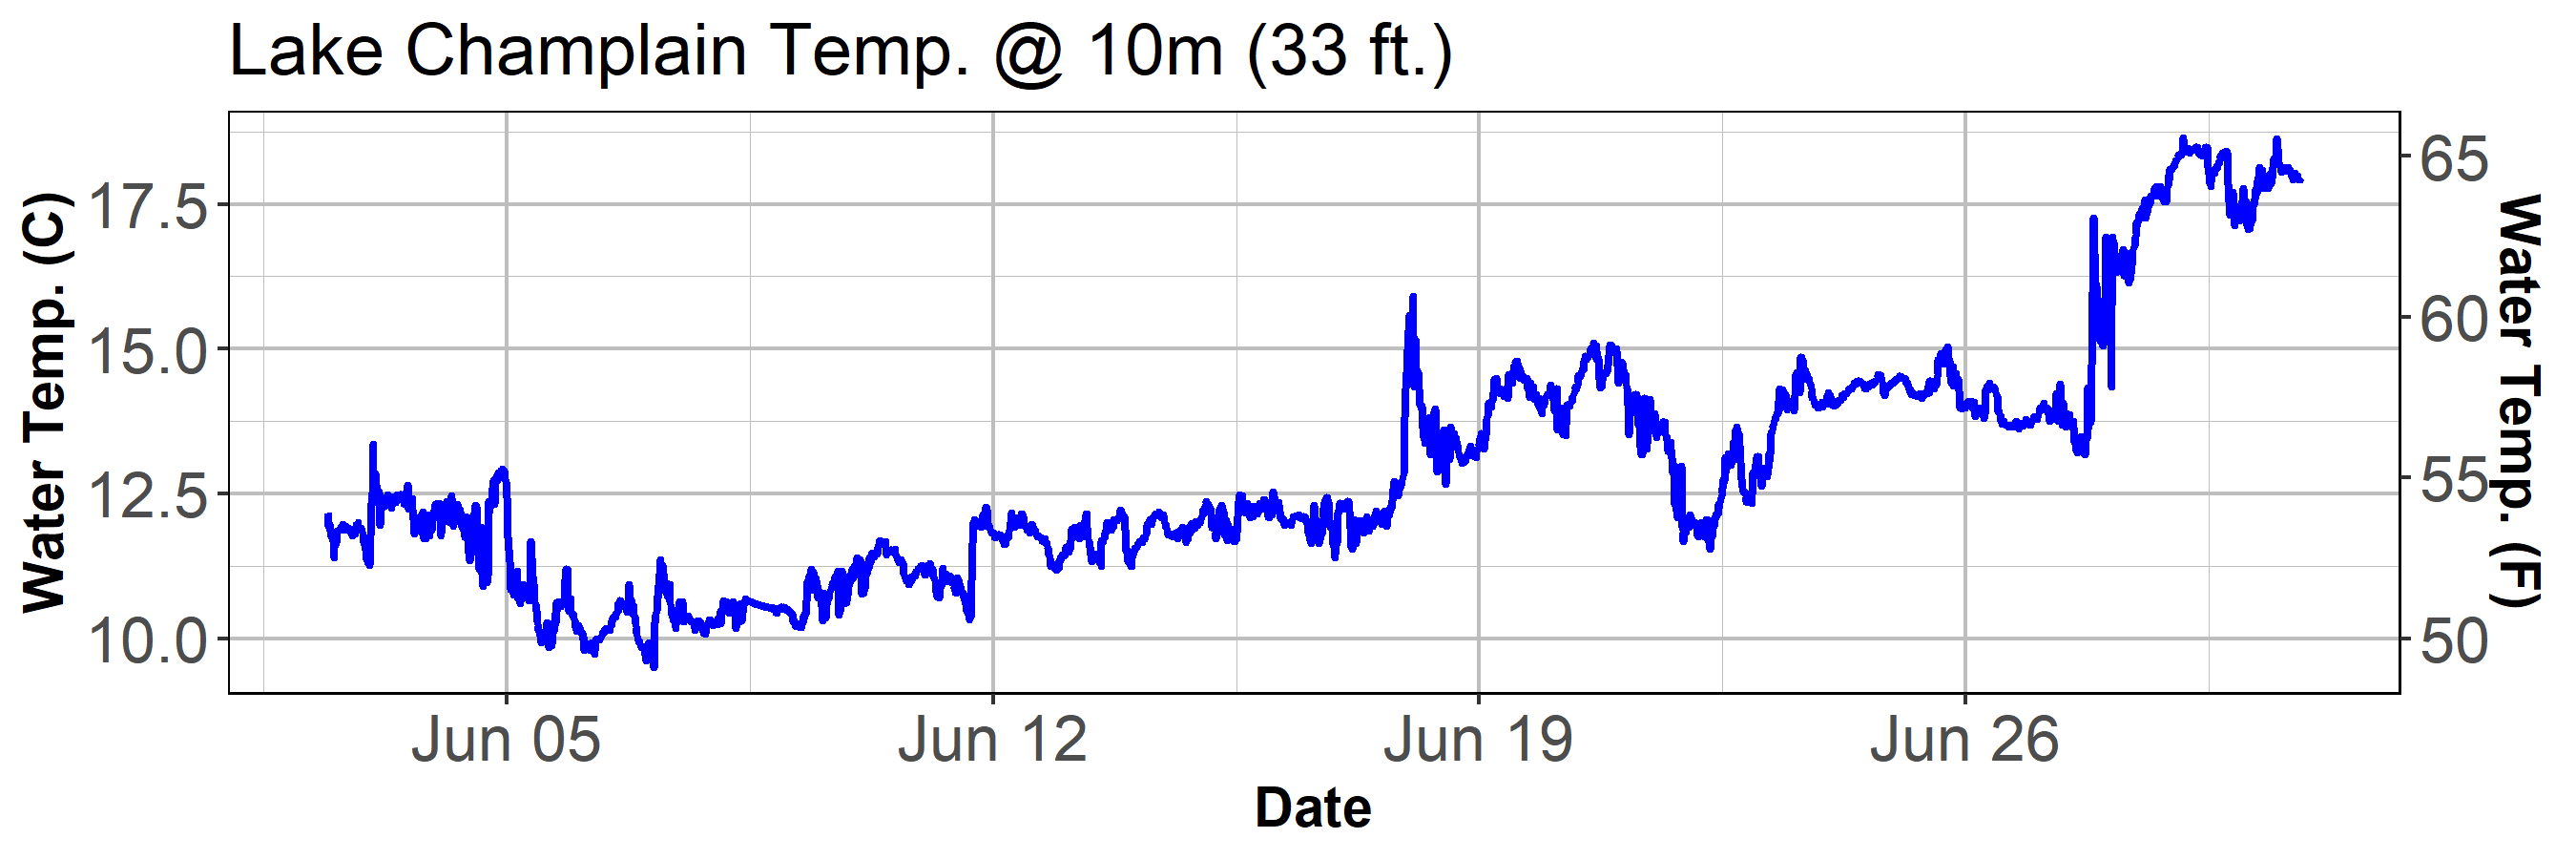 Lake Champlain Temp. @ 10m (33 ft.)
Water Temp. (C)
17.5
15.0
12.5
10.0
65
60
55
50
Water Temp. (F)
Jun 05 Jun 12 Jun 19 Jun 26
Date